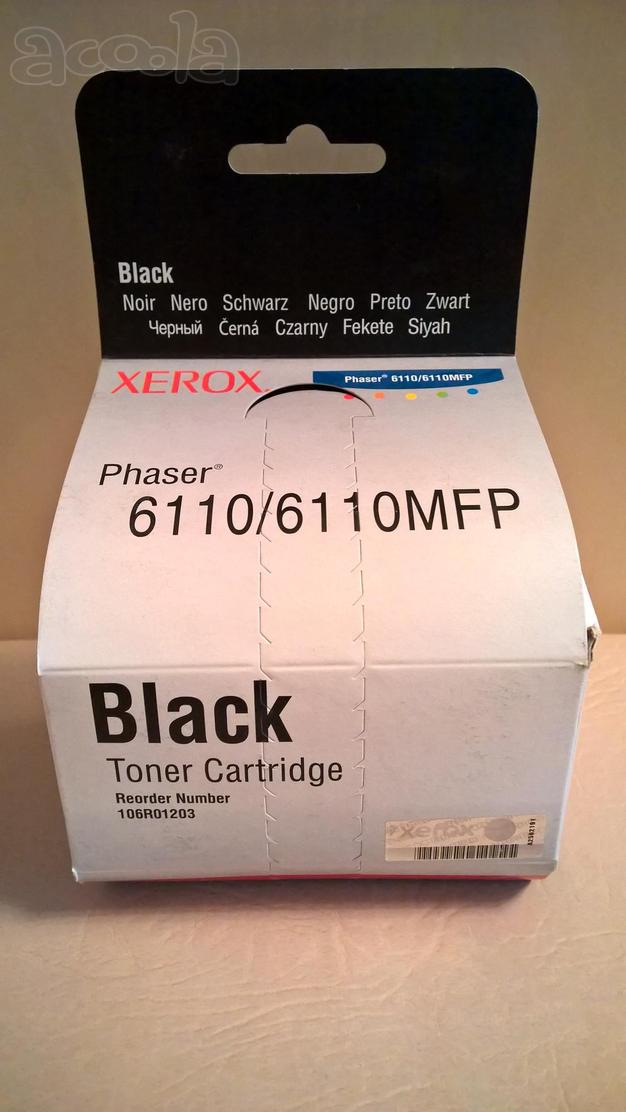 acoola
Black
Noir Nero Schwarz Negro Preto Zwart
Черный Černá Czarny Fekete Siyah
XEROX®
Phaser® 6110/6110MFP
Phaser®
6110/6110MFP
Black
Toner Cartridge
Reorder Number
106R01203
xerox